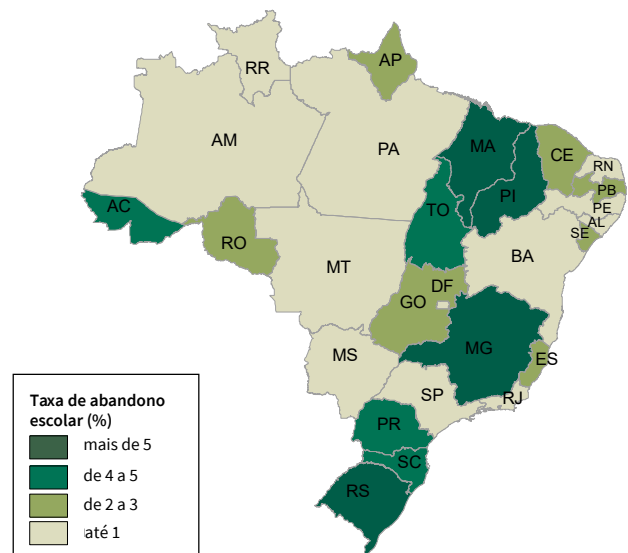 RR
AP
AM
PA
MA
CE
RN
PB
PI
PE
AC
TO
AL
SE
RO
BA
MT
DF
GO
MG
ES
MS
SP
RJ
PR
SC
RS
Taxa de abandono
escolar (%)
mais de 5
de 4 a 5
de 2 a 3
até 1